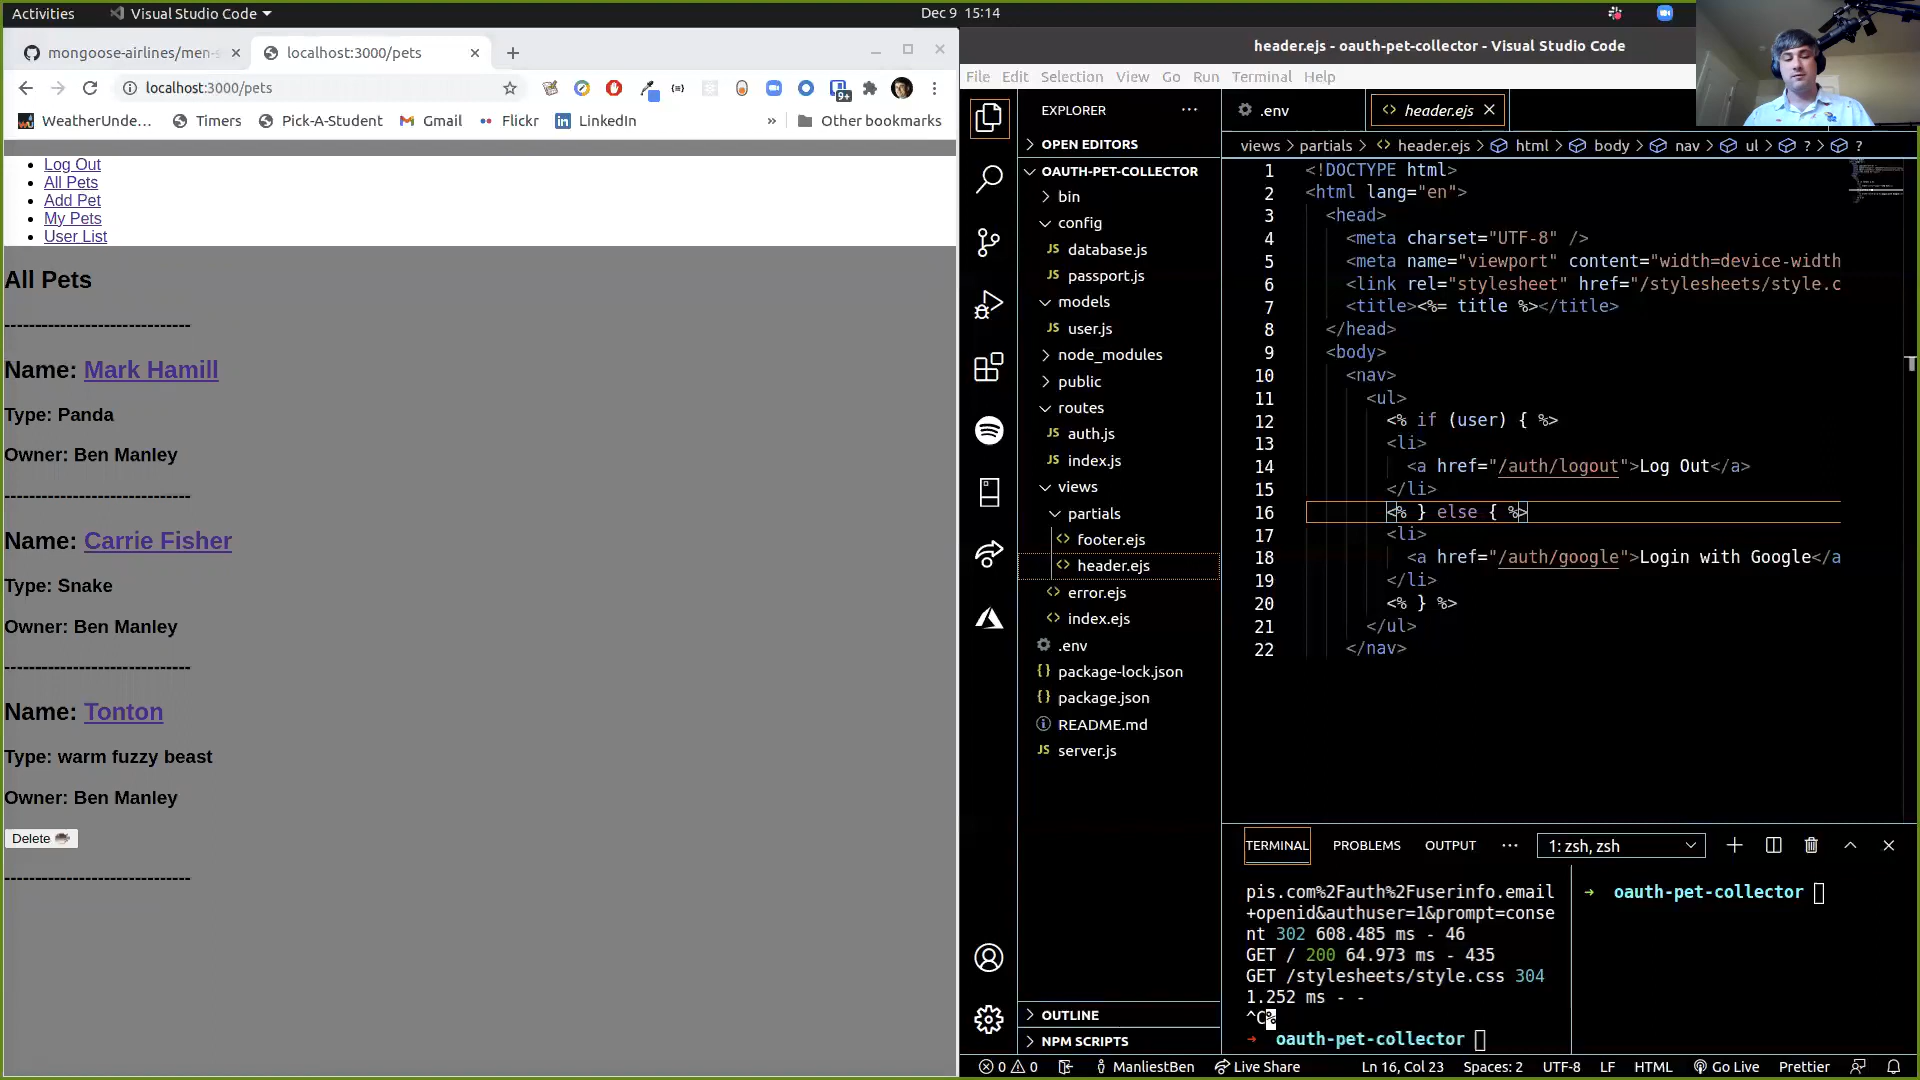 Activities
Visual Studio Code
Dec 9 15:14
mongoose-airlines/men-s
localhost:3000/pets
localhost:3000/pets
9+
WeatherUnde...
Timers
Pick-A-Student
Gmail
Flickr
LinkedIn
»
Other bookmarks
Log Out
All Pets
Add Pet
My Pets
User List
All Pets
------------------------------
Name: Mark Hamill
Type: Panda
Owner: Ben Manley
------------------------------
Name: Carrie Fisher
Type: Snake
Owner: Ben Manley
------------------------------
Name: Tonton
Type: warm fuzzy beast
Owner: Ben Manley
Delete
------------------------------
header.ejs - oauth-pet-collector - Visual Studio Code
File Edit Selection View Go Run Terminal Help
EXPLORER
OPEN EDITORS
OAUTH-PET-COLLECTOR
bin
config
JS database.js
JS passport.js
models
JS user.js
node_modules
public
routes
JS auth.js
JS index.js
views
partials
<> footer.ejs
<> header.ejs
<> error.ejs
<> index.ejs
.env
{} package-lock.json
{} package.json
README.md
JS server.js
OUTLINE
NPM SCRIPTS
.env
<> header.ejs
views > partials > <> header.ejs > html > body > nav > ul > ? > ?
1 <!DOCTYPE html>
2 <html lang="en">
3 <head>
4 <meta charset="UTF-8" />
5 <meta name="viewport" content="width=device-width
6 <link rel="stylesheet" href="/stylesheets/style.c
7 <title><%= title %></title>
8 </head>
9 <body>
10 <nav>
11 <ul>
12 <% if (user) { %>
13 <li>
14 <a href="/auth/logout">Log Out</a>
15 </li>
16 <% } else { %>
17 <li>
18 <a href="/auth/google">Login with Google</a
19 </li>
20 <% } %>
21 </ul>
22 </nav>
TERMINAL PROBLEMS OUTPUT ··· 1: zsh, zsh
pis.com%2Fauth%2Fuserinfo.email
+openid&authuser=1&prompt=conse
nt 302 608.485 ms - 46
GET / 200 64.973 ms - 435
GET /stylesheets/style.css 304
1.252 ms - -
^C%
→ oauth-pet-collector
→ oauth-pet-collector
0 0 ManliestBen Live Share Ln 16, Col 23 Spaces: 2 UTF-8 LF HTML Go Live Prettier